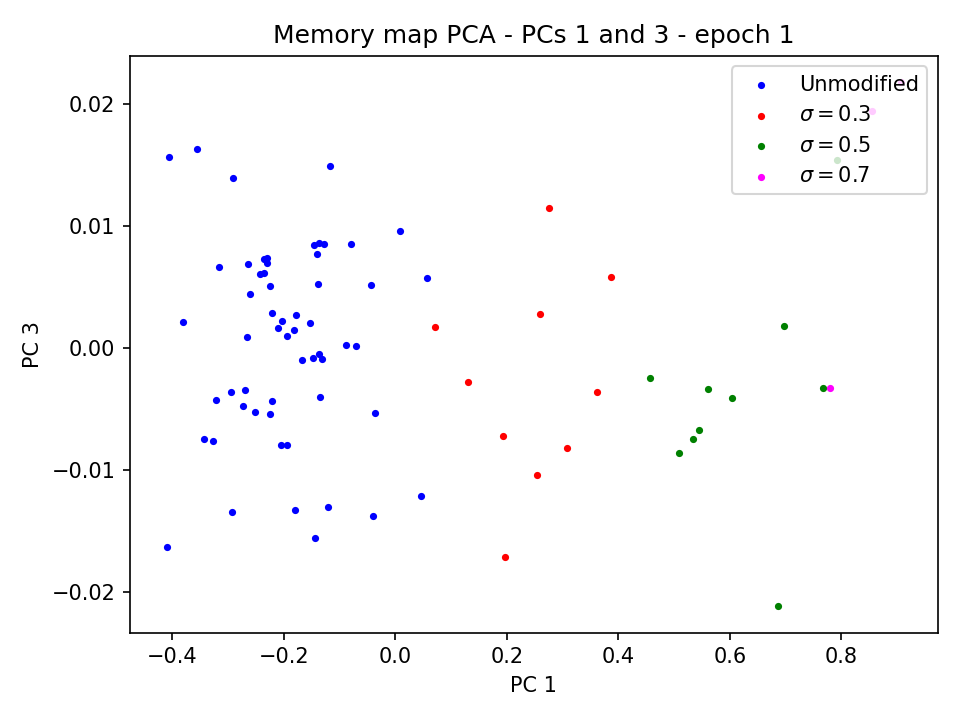 Memory map PCA - PCs 1 and 3 - epoch 1
Unmodified
σ = 0.3
σ = 0.5
σ = 0.7
0.02
0.01
0.00
−0.01
−0.02
PC 3
−0.4
−0.2
0.0
0.2
0.4
0.6
0.8
PC 1